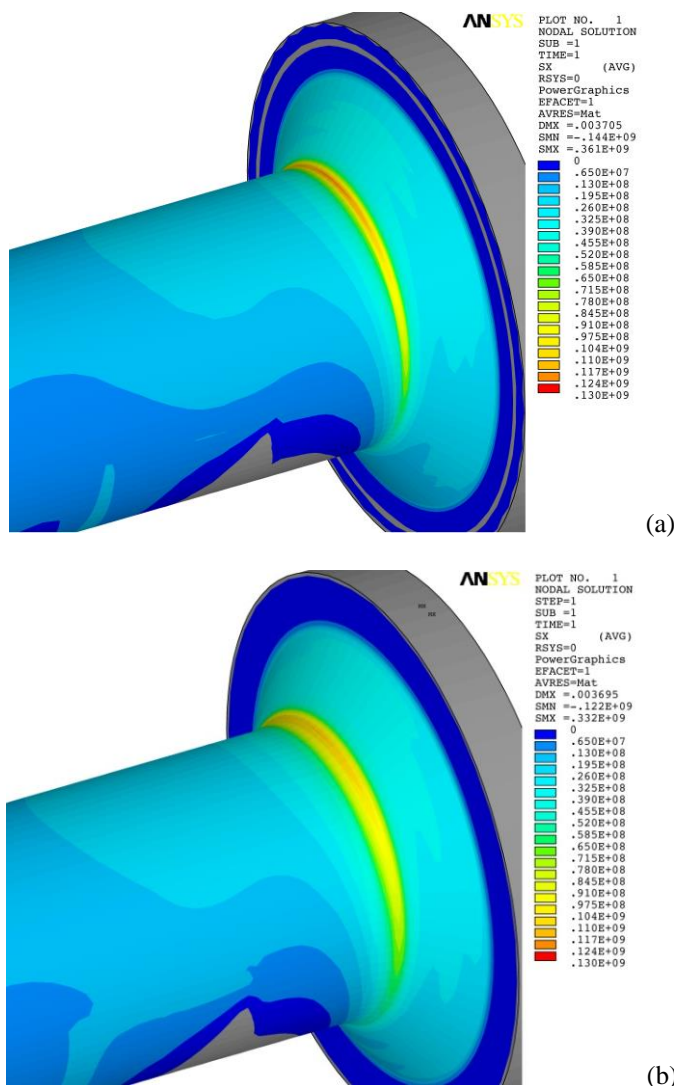 ANSYS
PLOT NO. 1
NODAL SOLUTION
SUB =1
TIME=1
SX (AVG)
RSYS=0
PowerGraphics
EFACET=1
AVRES=Mat
DMX =.003705
SMN =-.144E+09
SMX =.361E+09
0
.650E+07
.130E+08
.195E+08
.260E+08
.325E+08
.390E+08
.455E+08
.520E+08
.585E+08
.650E+08
.715E+08
.780E+08
.845E+08
.910E+08
.975E+08
.104E+09
.110E+09
.117E+09
.124E+09
.130E+09
(a)
ANSYS
PLOT NO. 1
NODAL SOLUTION
STEP=1
SUB =1
TIME=1
SX (AVG)
RSYS=0
PowerGraphics
EFACET=1
AVRES=Mat
DMX =.003695
SMN =-.122E+09
SMX =.332E+09
0
.650E+07
.130E+08
.195E+08
.260E+08
.325E+08
.390E+08
.455E+08
.520E+08
.585E+08
.650E+08
.715E+08
.780E+08
.845E+08
.910E+08
.975E+08
.104E+09
.110E+09
.117E+09
.124E+09
.130E+09
(b)